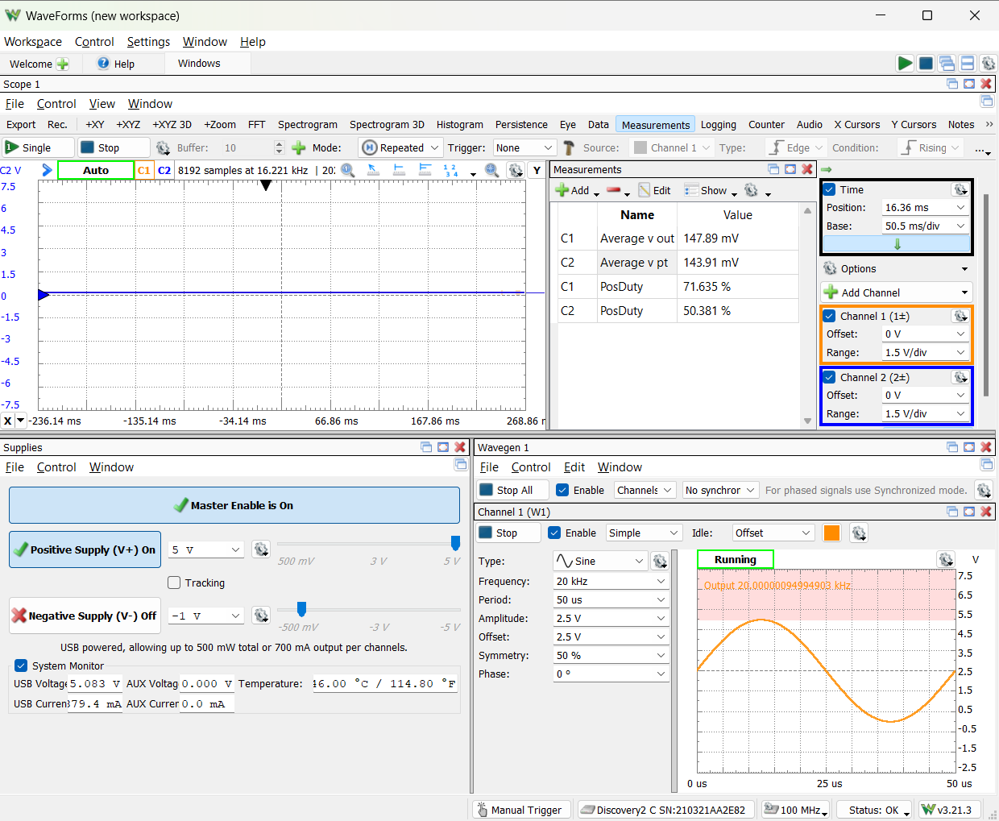 WaveForms (new workspace)
Workspace Control Settings Window Help
Welcome Help Windows
Scope 1
File Control View Window
Export Rec. +XY +XYZ +XYZ 3D +Zoom FFT Spectrogram Spectrogram 3D Histogram Persistence Eye Data Measurements Logging Counter Audio X Cursors Y Cursors Notes »
Single Stop Buffer: 10 Mode: Repeated Trigger: None Source: Channel 1 Type: Edge Condition: Rising ...
C2 V Auto C1 C2 8192 samples at 16.221 kHz | 202 Y
7.5
6
4.5
3
1.5
0
-1.5
-3
-4.5
-6
-7.5
X -236.14 ms -135.14 ms -34.14 ms 66.86 ms 167.86 ms 268.86 m
Measurements
Add Edit Show
Name Value
C1 Average v out 147.89 mV
C2 Average v pt 143.91 mV
C1 PosDuty 71.635 %
C2 PosDuty 50.381 %
Time
Position: 16.36 ms
Base: 50.5 ms/div
Options
Add Channel
Channel 1 (1±)
Offset: 0 V
Range: 1.5 V/div
Channel 2 (2±)
Offset: 0 V
Range: 1.5 V/div
Supplies
File Control Window
Master Enable is On
Positive Supply (V+) On 5 V 500 mV 3 V 5 V
Tracking
Negative Supply (V-) Off -1 V -500 mV -3 V -5 V
USB powered, allowing up to 500 mW total or 700 mA output per channels.
System Monitor
USB Voltage 5.083 V AUX Voltag 0.000 V Temperature: 46.00 °C / 114.80 °F
USB Curren 379.4 mA AUX Currer 0.0 mA
Wavegen 1
File Control Edit Window
Stop All Enable Channels No synchror For phased signals use Synchronized mode.
Channel 1 (W1)
Stop Enable Simple Idle: Offset
Type: Sine
Frequency: 20 kHz
Period: 50 us
Amplitude: 2.5 V
Offset: 2.5 V
Symmetry: 50 %
Phase: 0 °
Running V
Output 20.00000094994903 kHz
7.5
6.5
5.5
4.5
3.5
2.5
1.5
0.5
-0.5
-1.5
-2.5
0 us 25 us 50 us
Manual Trigger Discovery2 C SN:210321AA2E82 100 MHz Status: OK v3.21.3